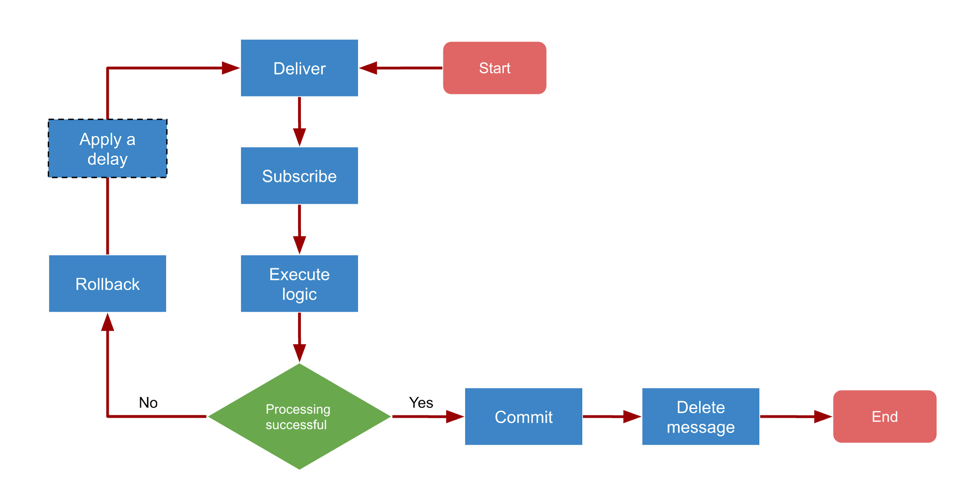 Deliver
Start
Apply a
delay
Subscribe
Rollback
Execute
logic
No
Processing
successful
Yes
Commit
Delete
message
End